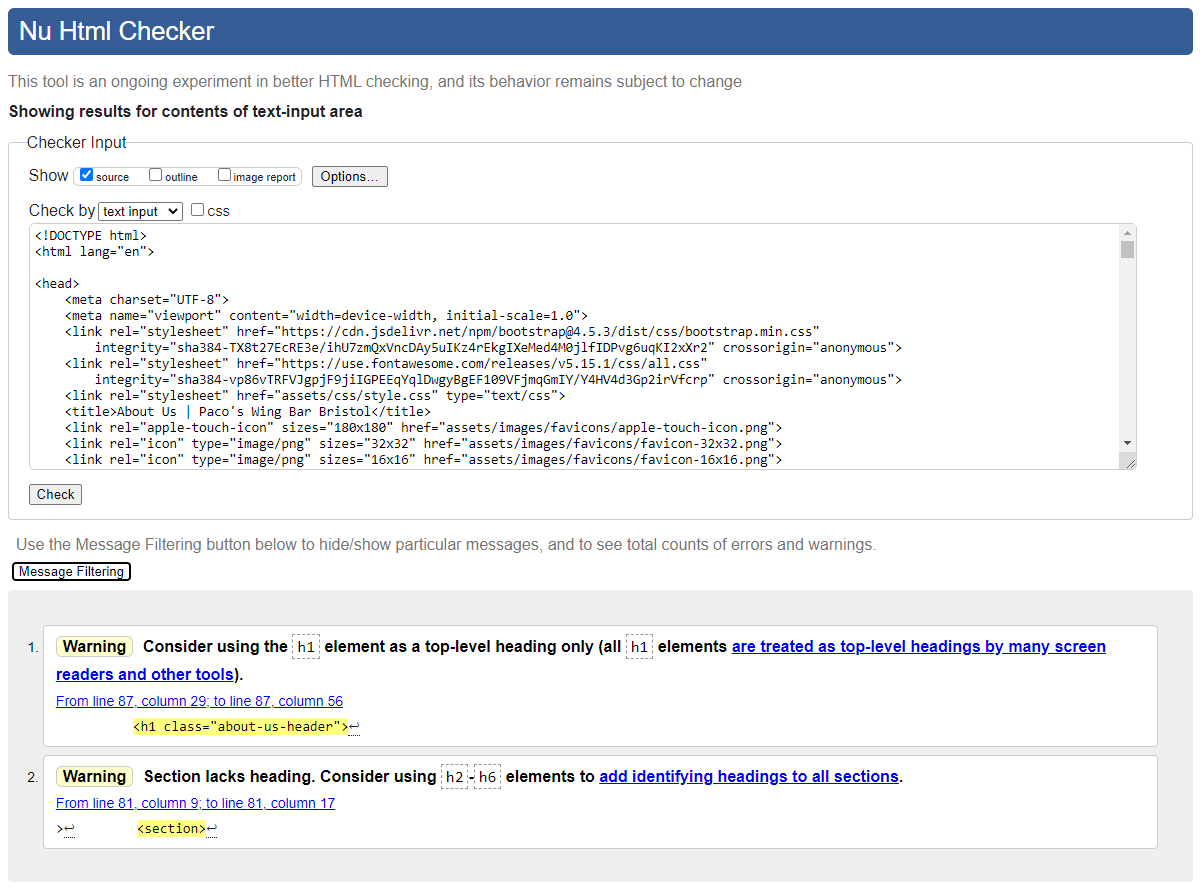 Nu Html Checker
This tool is an ongoing experiment in better HTML checking, and its behavior remains subject to change
Showing results for contents of text-input area
Checker Input
Show source outline image report Options...
Check by text input css
<!DOCTYPE html>
<html lang="en">
<head>
<meta charset="UTF-8">
<meta name="viewport" content="width=device-width, initial-scale=1.0">
<link rel="stylesheet" href="https://cdn.jsdelivr.net/npm/bootstrap@4.5.3/dist/css/bootstrap.min.css"
integrity="sha384-TX8t27EcRE3e/ihU7zmQxVncDAy5uIKz4rEkgIXeMed4M0jlfIDPvg6uqKI2xXr2" crossorigin="anonymous">
<link rel="stylesheet" href="https://use.fontawesome.com/releases/v5.15.1/css/all.css"
integrity="sha384-vp86vTRFVJgpjF9jiIGPEEqYqlDwgyBgEF109VFjmqGmIY/Y4HV4d3Gp2irVfcrp" crossorigin="anonymous">
<link rel="stylesheet" href="assets/css/style.css" type="text/css">
<title>About Us | Paco's Wing Bar Bristol</title>
<link rel="apple-touch-icon" sizes="180x180" href="assets/images/favicons/apple-touch-icon.png">
<link rel="icon" type="image/png" sizes="32x32" href="assets/images/favicons/favicon-32x32.png">
<link rel="icon" type="image/png" sizes="16x16" href="assets/images/favicons/favicon-16x16.png">
Check
Use the Message Filtering button below to hide/show particular messages, and to see total counts of errors and warnings.
Message Filtering
1. Warning Consider using the h1 element as a top-level heading only (all h1 elements are treated as top-level headings by many screen
readers and other tools).
From line 87, column 29; to line 87, column 56
<h1 class="about-us-header">↩
2. Warning Section lacks heading. Consider using h2-h6 elements to add identifying headings to all sections.
From line 81, column 9; to line 81, column 17
>↩ <section>↩